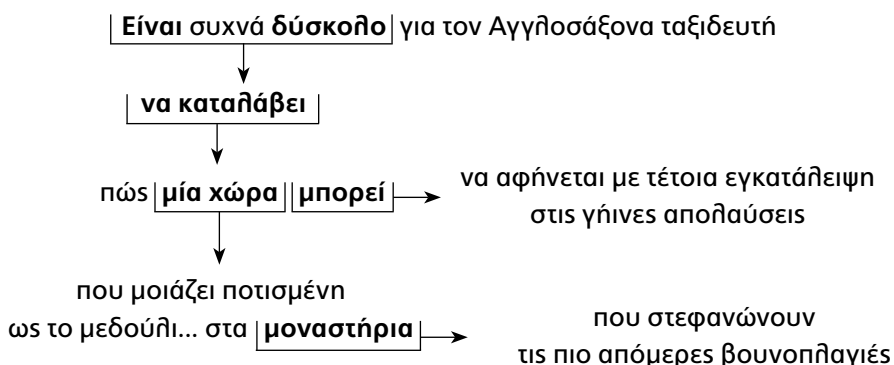 Είναι συχνά δύσκολο για τον Αγγλοσάξονα ταξιδευτή
να καταλάβει
πώς μία χώρα μπορεί
να αφήνεται με τέτοια εγκατάλειψη
στις γήινες απολαύσεις
που μοιάζει ποτισμένη
ως το μεδούλι... στα μοναστήρια
που στεφανώνουν
τις πιο απόμερες βουνοπλαγιές